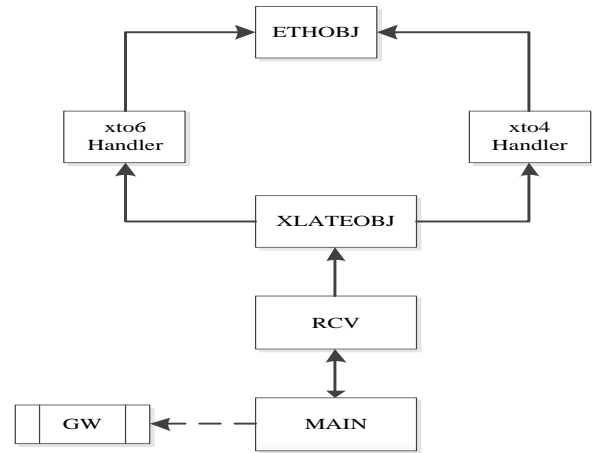 ETHOBJ
xto6
Handler
xto4
Handler
XLATEOBJ
RCV
GW
MAIN